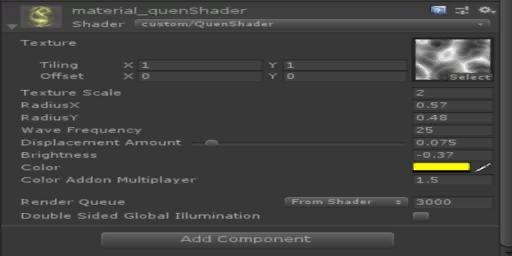 material_quenShader
Shader custom/QuenShader
Texture
Tiling X 1 Y 1
Offset X 0 Y 0
Select
Texture Scale 2
RadiusX 0.57
RadiusY 0.48
Wave Frequency 25
Displacement Amount 0.075
Brightness -0.37
Color
Color Addon Multiplayer 1.5
Render Queue From Shader 3000
Double Sided Global Illumination
Add Component